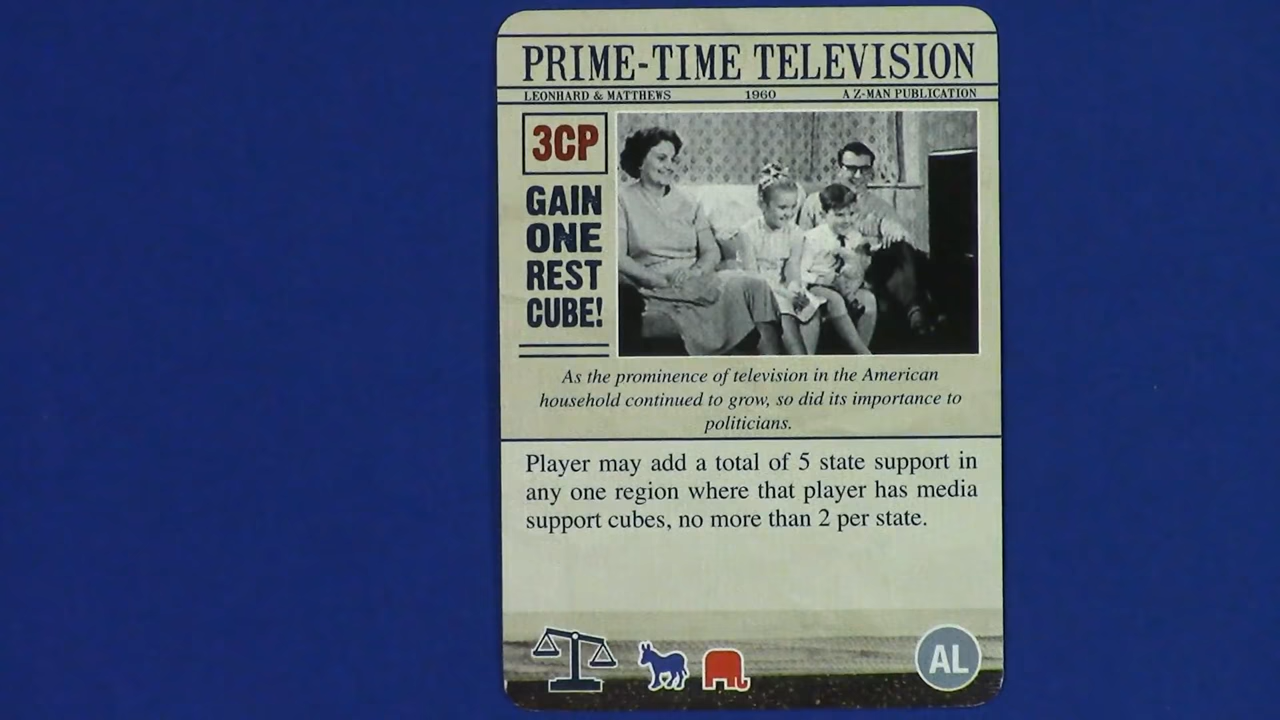 PRIME-TIME TELEVISION
LEONHARD & MATTHEWS 1960 A Z-MAN PUBLICATION
3CP
GAIN
ONE
REST
CUBE!
As the prominence of television in the American
household continued to grow, so did its importance to
politicians.
Player may add a total of 5 state support in
any one region where that player has media
support cubes, no more than 2 per state.
AL